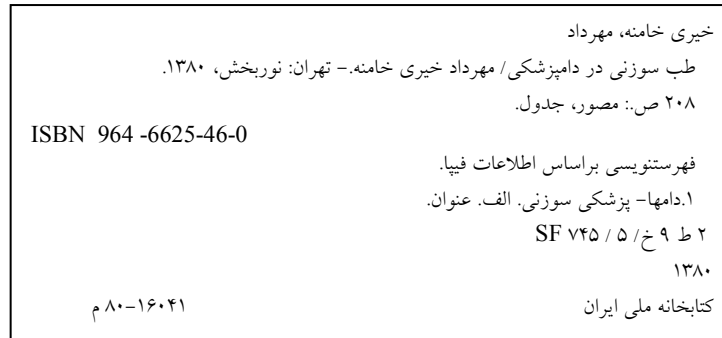 خیری خامنه، مهرداد
طب سوزنی در دامپزشکی/ مهرداد خیری خامنه.- تهران: نوربخش، ۱۳۸۰.
۲۰۸ ص.: مصور، جدول.
ISBN 964 -6625-46-0
فهرستنویسی براساس اطلاعات فیپا.
۱.دامها- پزشکی سوزنی. الف. عنوان.
۲ ط ۹ خ/ ۵ / ۷۴۵ SF
۱۳۸۰
کتابخانه ملی ایران ۱۶۰۴۱-۸۰ م